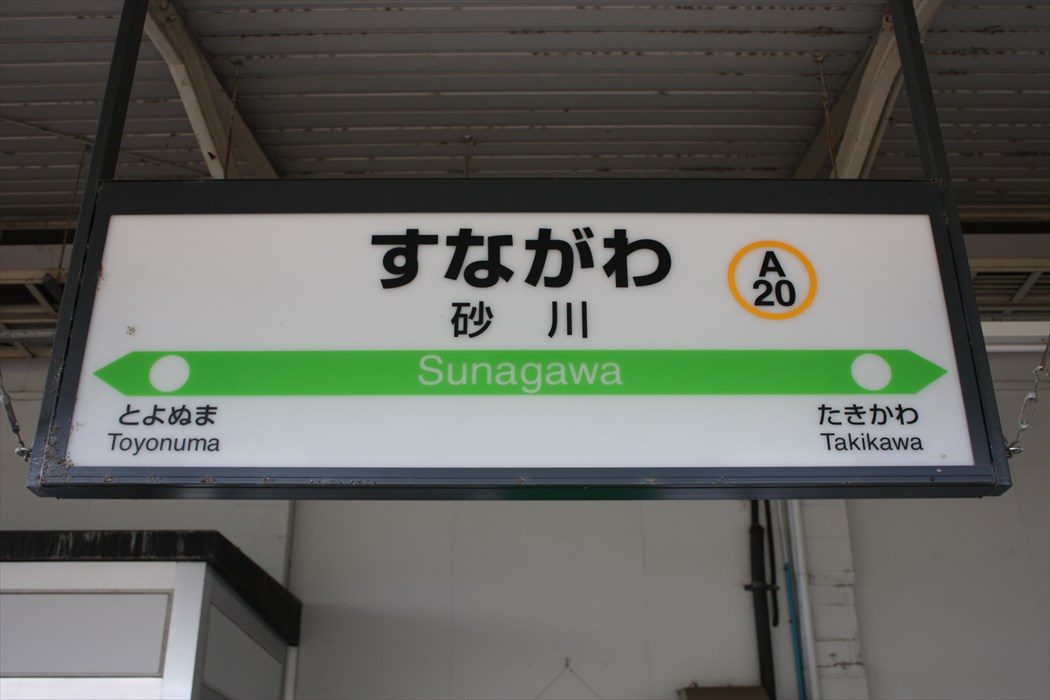 すながわ
A
20
砂川
Sunagawa
とよぬま
Toyonuma
たきかわ
Takikawa